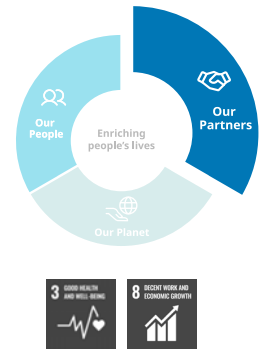 Our
Partners
Our
People
Enriching
people's lives
Our Planet
3 GOOD HEALTH
AND WELL-BEING
8 DECENT WORK AND
ECONOMIC GROWTH